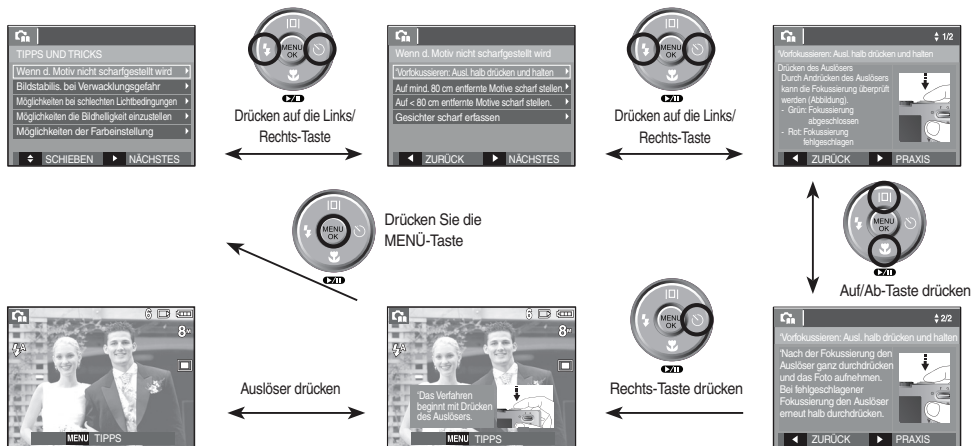 TIPPS UND TRICKS
Wenn d. Motiv nicht scharfgestellt wird
Bildstabilis. bei Verwacklungsgefahr
Möglichkeiten bei schlechten Lichtbedingungen
Möglichkeiten die Bildhelligkeit einzustellen
Möglichkeiten der Farbeinstellung
SCHIEBEN NÄCHSTES
MENU
OK
Drücken auf die Links/
Rechts-Taste
Wenn d. Motiv nicht scharfgestellt wird
'Vorfokussieren: Ausl. halb drücken und halten
Auf mind. 80 cm entfernte Motive scharf stellen.
Auf < 80 cm entfernte Motive scharf stellen.
Gesichter scharf erfassen
ZURÜCK NÄCHSTES
MENU
OK
Drücken auf die Links/
Rechts-Taste
1/2
'Vorfokussieren: Ausl. halb drücken und halten
Drücken des Auslösers
Durch Andrücken des Auslösers
kann die Fokussierung überprüft
werden (Abbildung).
- Grün: Fokussierung
abgeschlossen
- Rot: Fokussierung
fehlgeschlagen
ZURÜCK PRAXIS
MENU
OK
Drücken Sie die
MENÜ-Taste
MENU
OK
Auf/Ab-Taste drücken
6
8M
MENU TIPPS
Auslöser drücken
6
8M
'Das Verfahren
beginnt mit Drücken
des Auslösers.
MENU TIPPS
MENU
OK
Rechts-Taste drücken
2/2
'Vorfokussieren: Ausl. halb drücken und halten
'Nach der Fokussierung den
Auslöser ganz durchdrücken
und das Foto aufnehmen.
Bei fehlgeschlagener
Fokussierung den Auslöser
erneut halb durchdrücken.
ZURÜCK PRAXIS